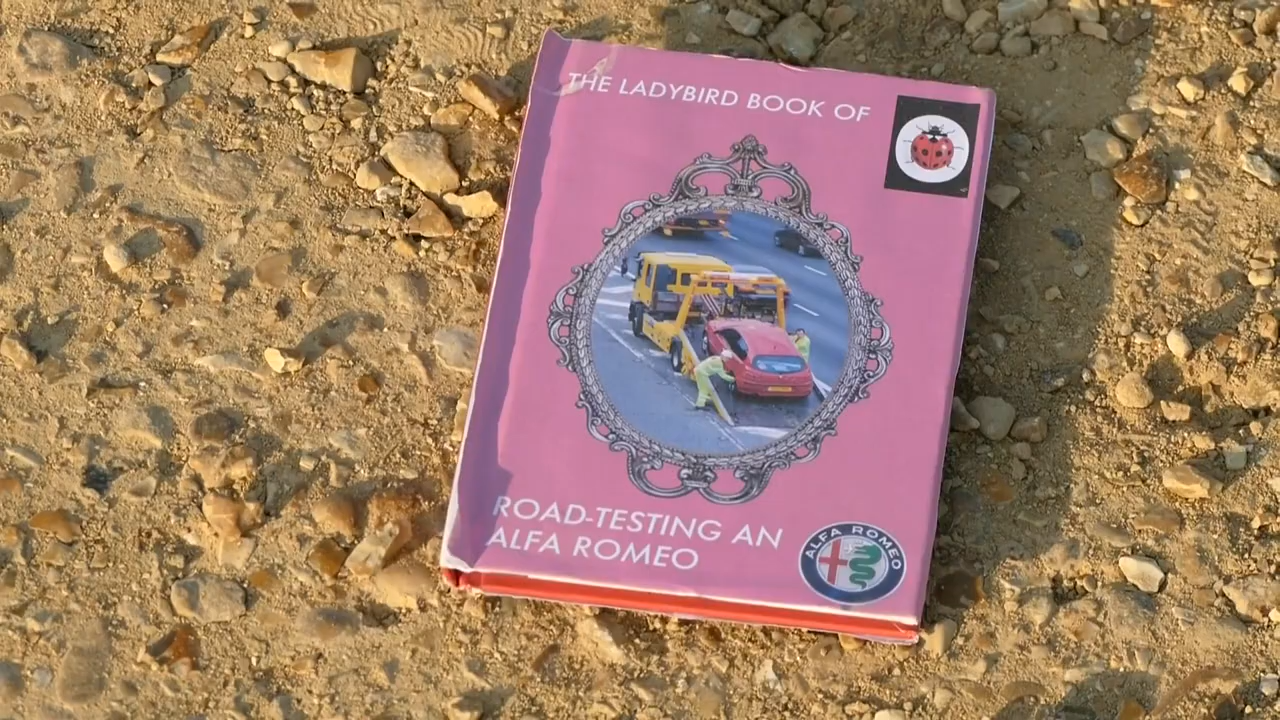 THE LADYBIRD BOOK OF
ROAD-TESTING AN
ALFA ROMEO
ALFA ROMEO